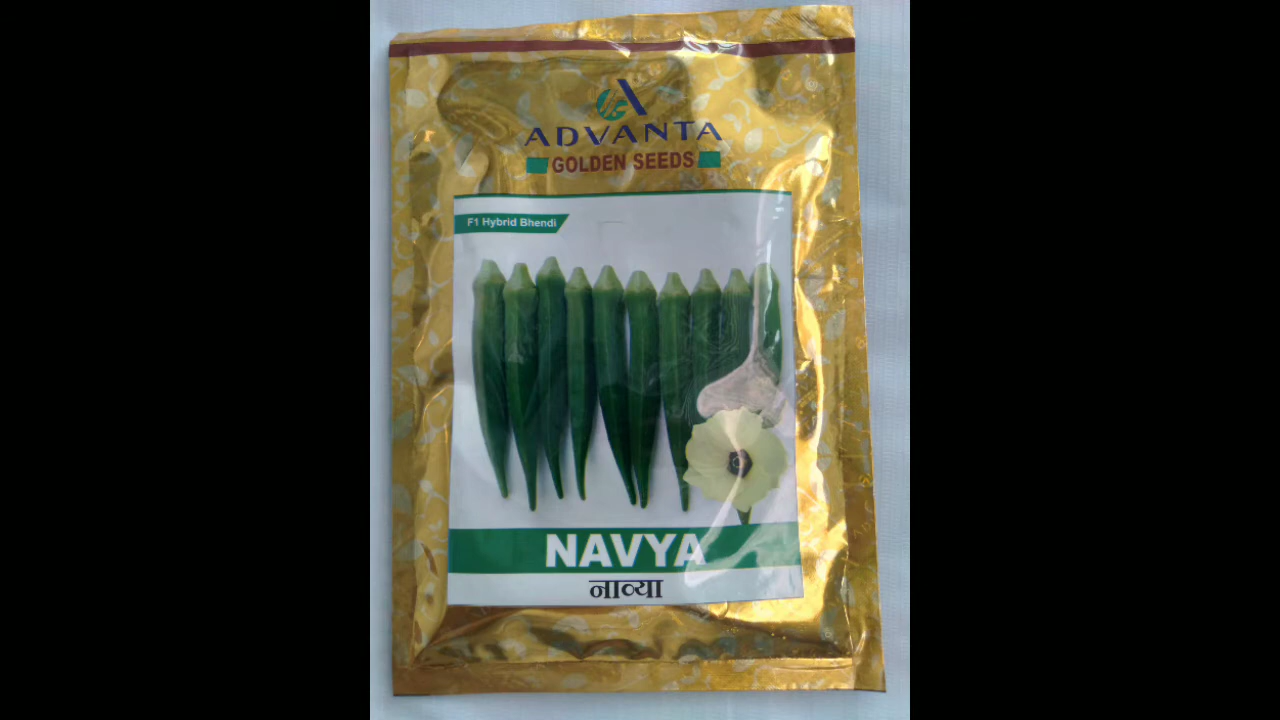 ADVANTA
GOLDEN SEEDS
F1 Hybrid Bhendi
NAVYA
नाव्या